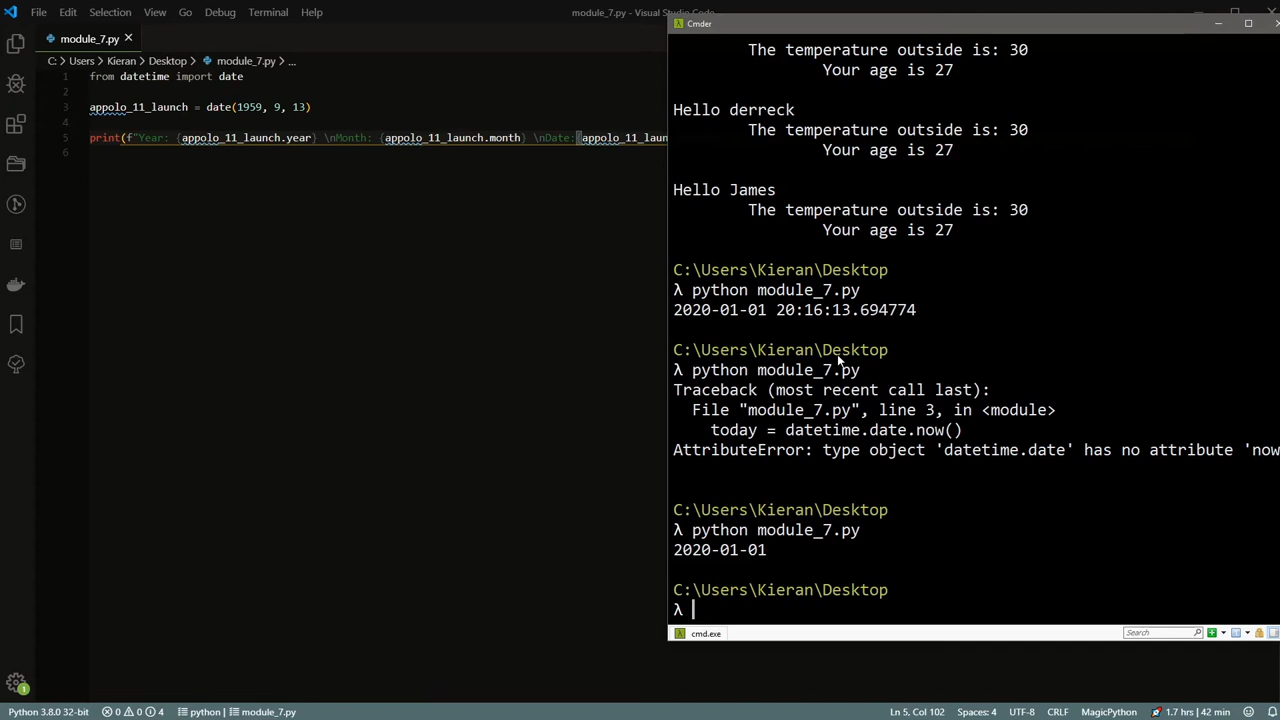 File Edit Selection View Go Debug Terminal Help
module_7.py - Visual Studio Code
module_7.py
C: > Users > Kieran > Desktop > module_7.py > ...
1 from datetime import date
2
3 appolo_11_launch = date(1959, 9, 13)
4
5 print(f"Year: {appolo_11_launch.year} \nMonth: {appolo_11_launch.month} \nDate:{appolo_11_laun
6
Cmder
The temperature outside is: 30
Your age is 27
Hello derreck
The temperature outside is: 30
Your age is 27
Hello James
The temperature outside is: 30
Your age is 27
C:\Users\Kieran\Desktop
λ python module_7.py
2020-01-01 20:16:13.694774
C:\Users\Kieran\Desktop
λ python module_7.py
Traceback (most recent call last):
File "module_7.py", line 3, in <module>
today = datetime.date.now()
AttributeError: type object 'datetime.date' has no attribute 'now
C:\Users\Kieran\Desktop
λ python module_7.py
2020-01-01
C:\Users\Kieran\Desktop
λ
cmd.exe
Search
1
Python 3.8.0 32-bit 0 0 4 python | module_7.py Ln 5, Col 102 Spaces: 4 UTF-8 CRLF MagicPython 1.7 hrs | 42 min